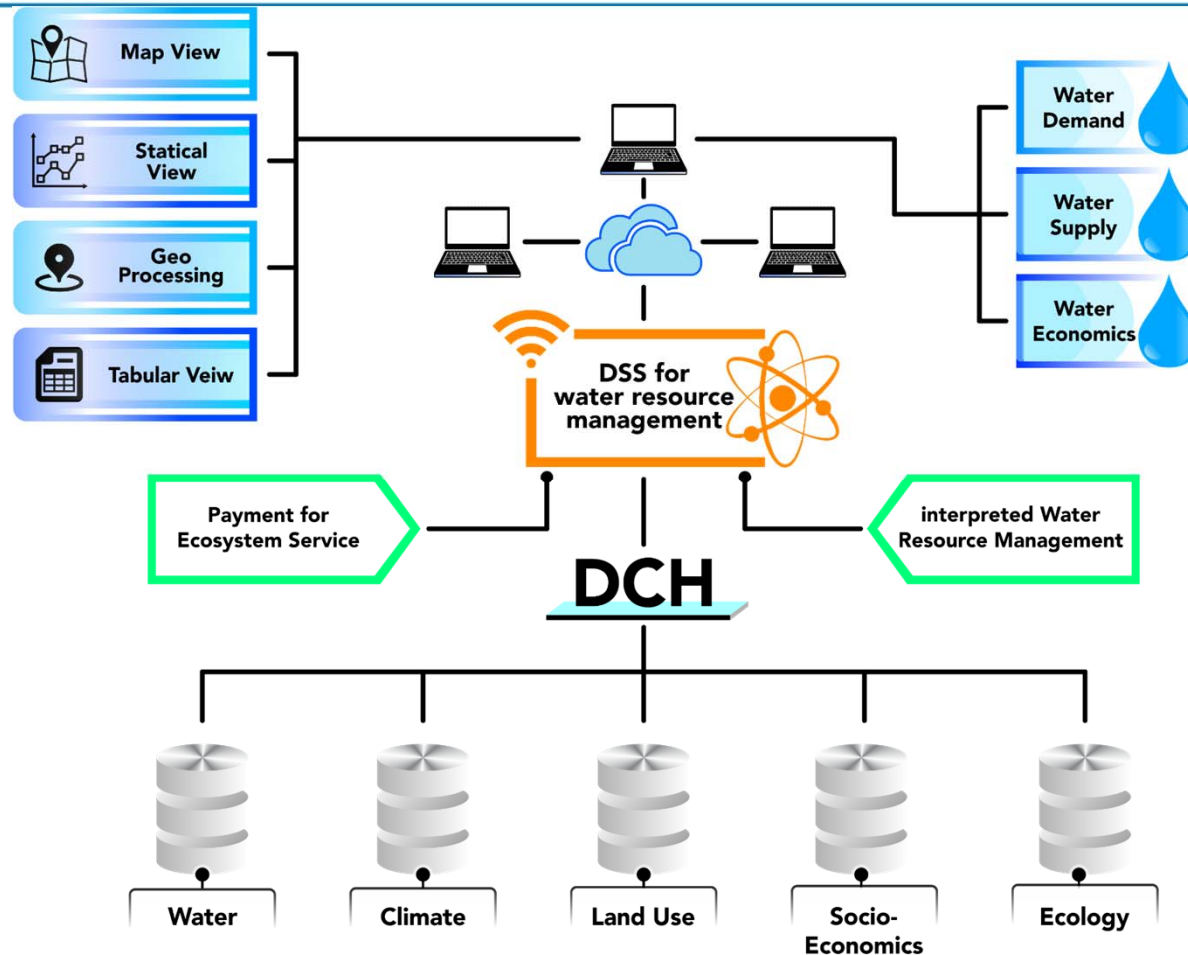 Map View
Statical
View
Geo
Processing
Tabular Veiw
Water
Demand
Water
Supply
Water
Economics
DSS for
water resource
management
Payment for
Ecosystem Service
interpreted Water
Resource Management
DCH
Water
Climate
Land Use
Socio-
Economics
Ecology